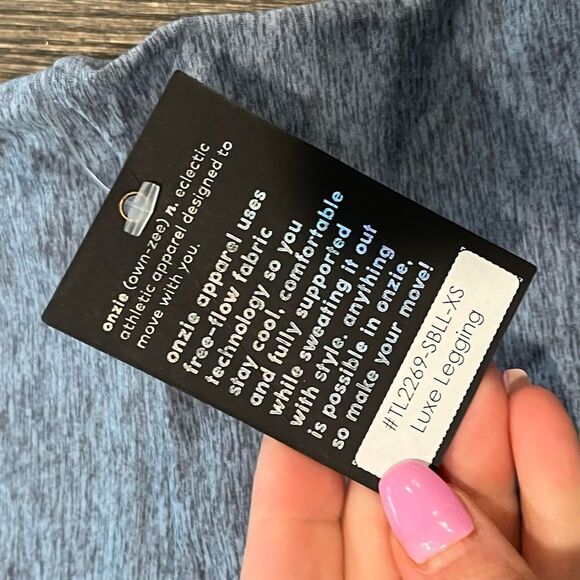 onzie (own-zee) n. eclectic
athletic apparel designed to
move with you.
onzie apparel uses
free-flow fabric
technology so you
stay cool, comfortable
and fully supported
while sweating it out
with style. anything
is possible in onzie,
so make your move!
#TL2269-SBLL-XS
Luxe Legging